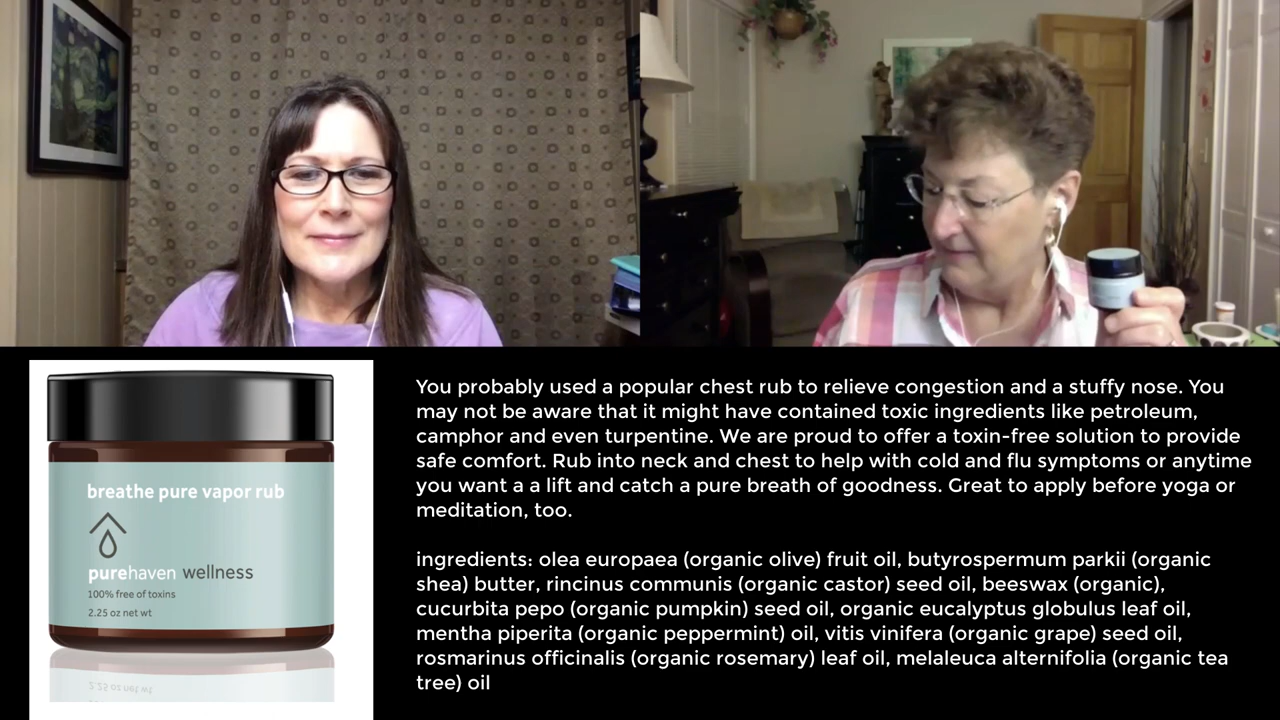 You probably used a popular chest rub to relieve congestion and a stuffy nose. You
may not be aware that it might have contained toxic ingredients like petroleum,
camphor and even turpentine. We are proud to offer a toxin-free solution to provide
safe comfort. Rub into neck and chest to help with cold and flu symptoms or anytime
you want a a lift and catch a pure breath of goodness. Great to apply before yoga or
meditation, too.
ingredients: olea europaea (organic olive) fruit oil, butyrospermum parkii (organic
shea) butter, rincinus communis (organic castor) seed oil, beeswax (organic),
cucurbita pepo (organic pumpkin) seed oil, organic eucalyptus globulus leaf oil,
mentha piperita (organic peppermint) oil, vitis vinifera (organic grape) seed oil,
rosmarinus officinalis (organic rosemary) leaf oil, melaleuca alternifolia (organic tea
tree) oil
breathe pure vapor rub
purehaven wellness
100% free of toxins
2.25 oz net wt